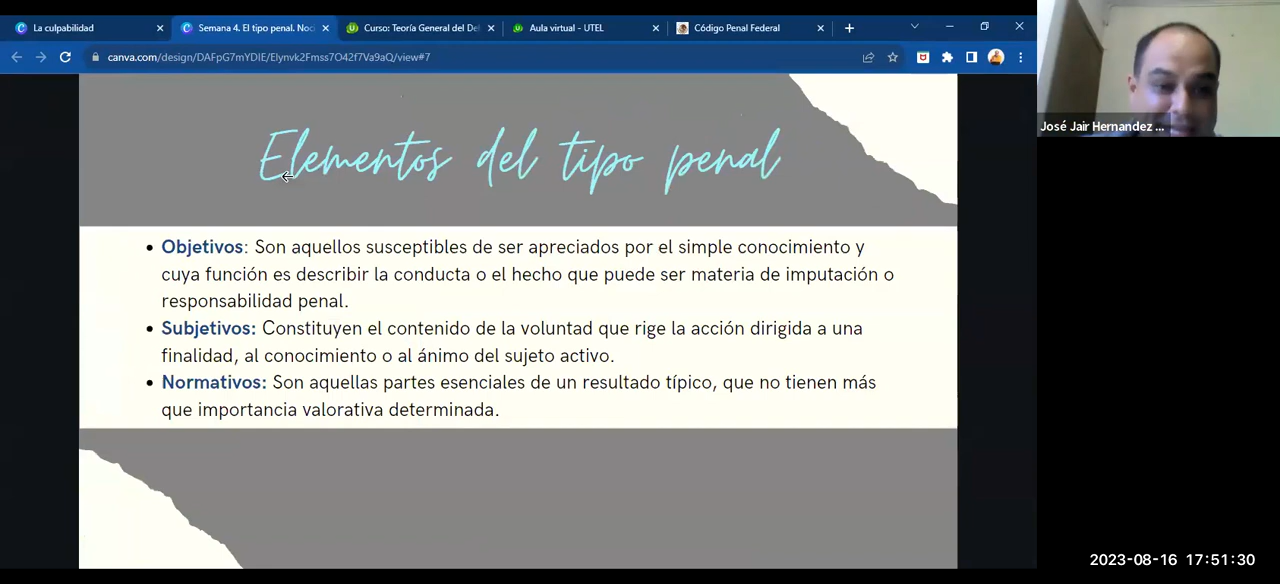 La culpabilidad
Semana 4. El tipo penal. Noc
Curso: Teoría General del De
Aula virtual - UTEL
Código Penal Federal
canva.com/design/DAFpG7mYDIE/Elynvk2Fmss7O42f7Va9aQ/view#7
José Jair Hernandez ...
Elementos del tipo penal
• Objetivos: Son aquellos susceptibles de ser apreciados por el simple conocimiento y
cuya función es describir la conducta o el hecho que puede ser materia de imputación o
responsabilidad penal.
• Subjetivos: Constituyen el contenido de la voluntad que rige la acción dirigida a una
finalidad, al conocimiento o al ánimo del sujeto activo.
• Normativos: Son aquellas partes esenciales de un resultado típico, que no tienen más
que importancia valorativa determinada.
2023-08-16 17:51:30